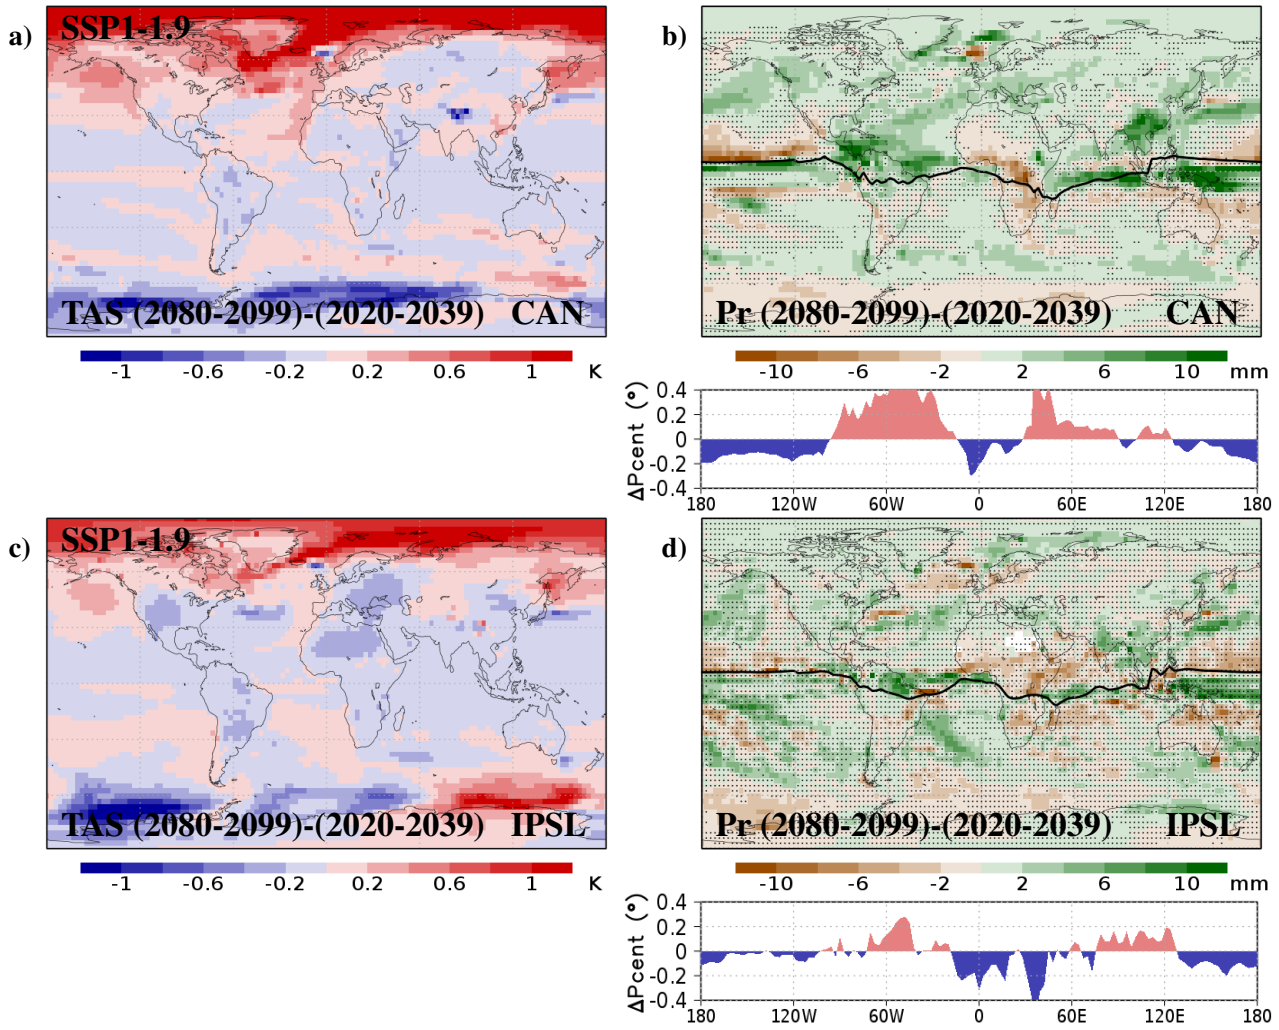 a)
SSP1-1.9
TAS (2080-2099)-(2020-2039) CAN
-1 -0.6 -0.2 0.2 0.6 1 K
b)
Pr (2080-2099)-(2020-2039) CAN
-10 -6 -2 2 6 10 mm
ΔPcent (°)
0.4
0.2
0
-0.2
-0.4
180 120W 60W 0 60E 120E 180
c)
SSP1-1.9
TAS (2080-2099)-(2020-2039) IPSL
-1 -0.6 -0.2 0.2 0.6 1 K
d)
Pr (2080-2099)-(2020-2039) IPSL
-10 -6 -2 2 6 10 mm
ΔPcent (°)
0.4
0.2
0
-0.2
-0.4
180 120W 60W 0 60E 120E 180